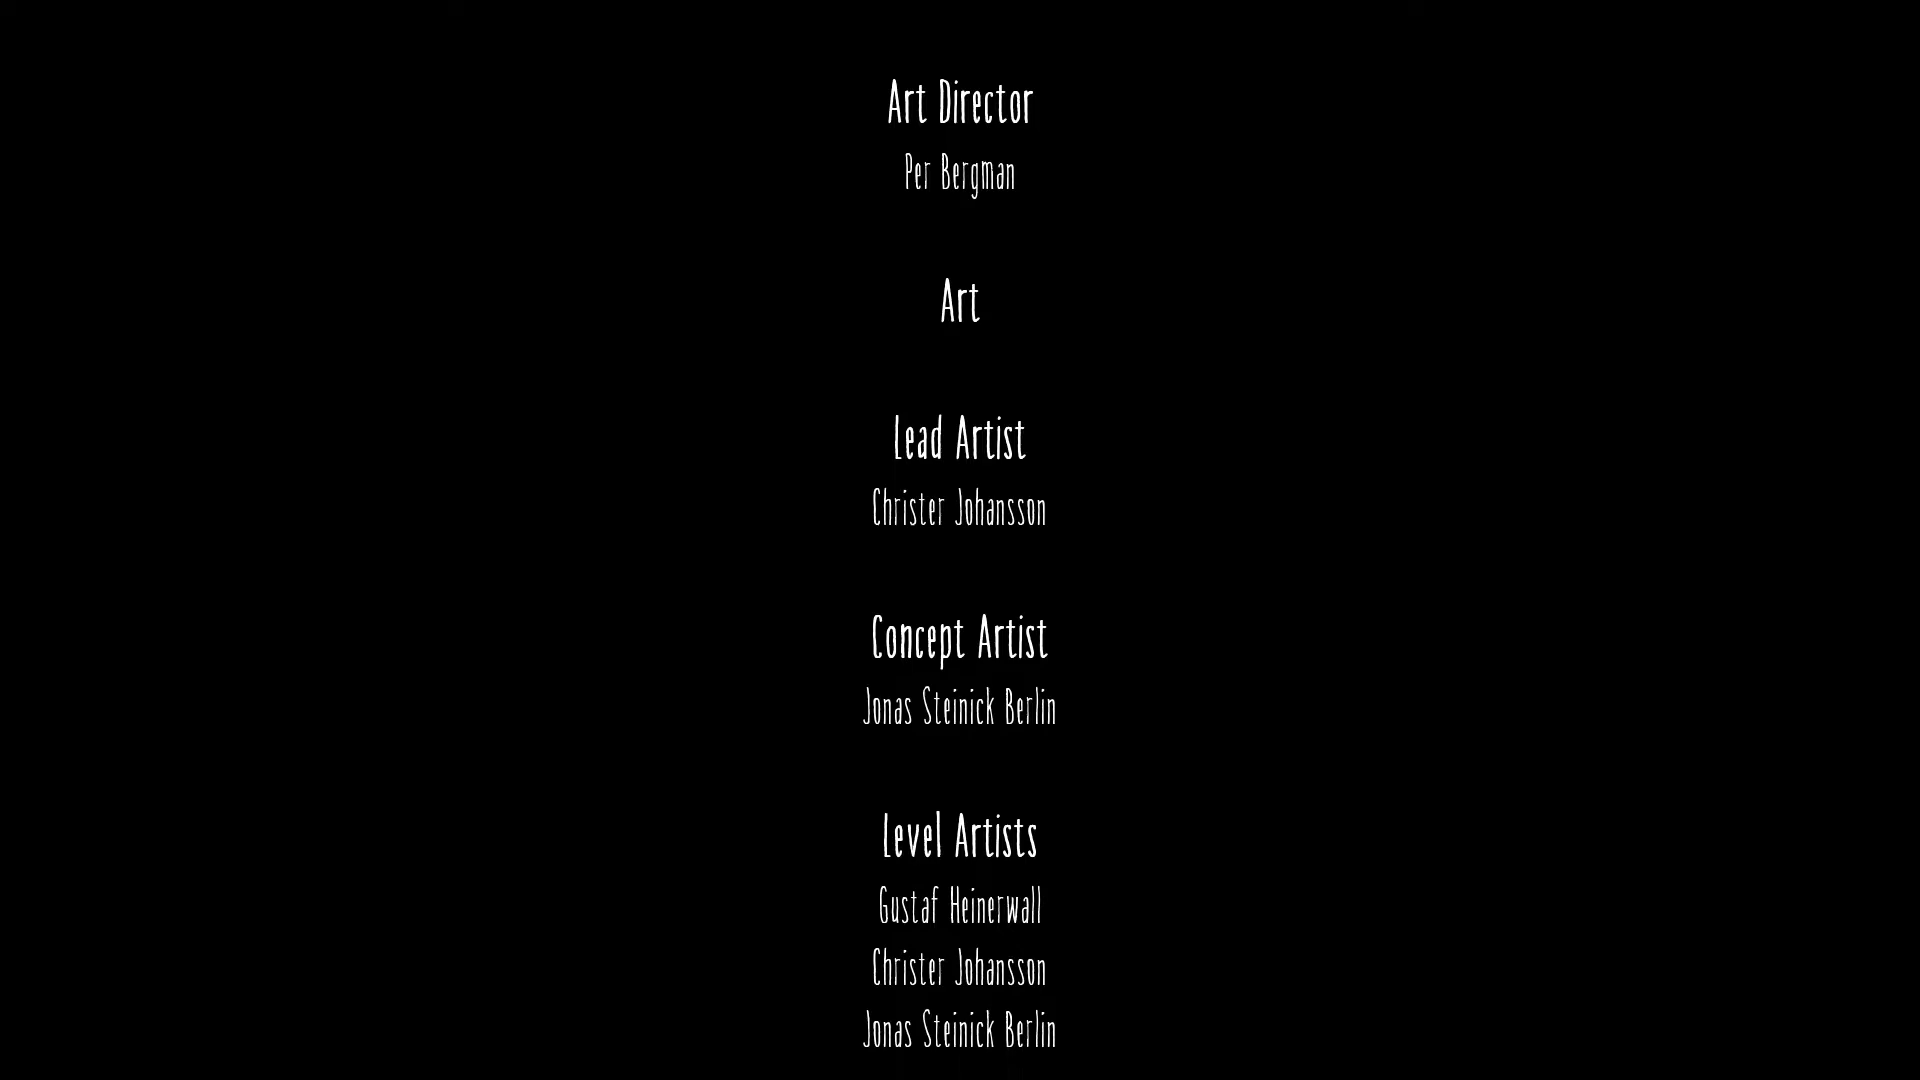 Art Director
Per Bergman
Art
Lead Artist
Christer Johansson
Concept Artist
Jonas Steinick Berlin
Level Artists
Gustaf Heinerwall
Christer Johansson
Jonas Steinick Berlin